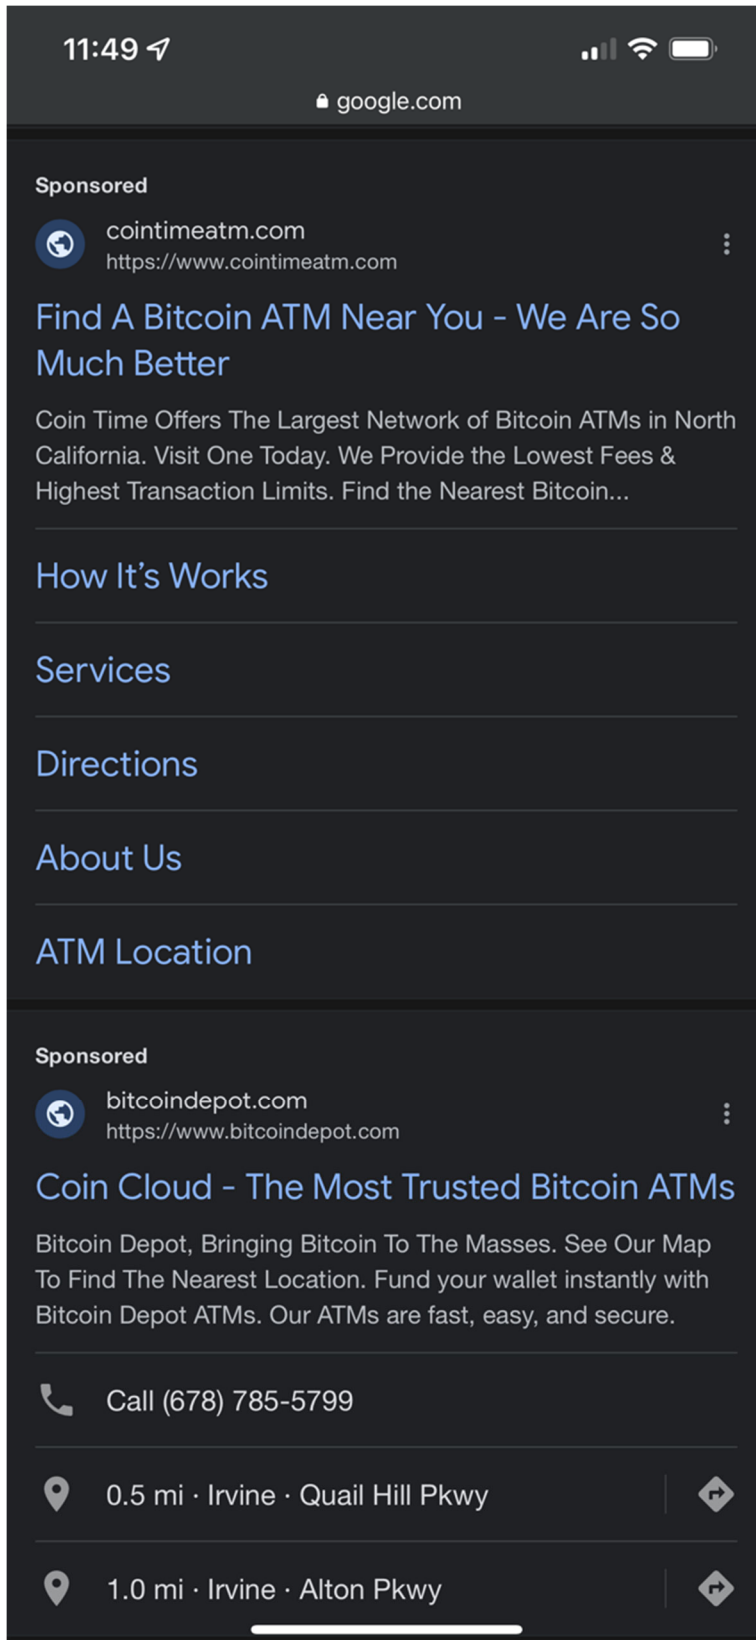 11:49
google.com
Sponsored
cointimeatm.com
https://www.cointimeatm.com
Find A Bitcoin ATM Near You - We Are So
Much Better
Coin Time Offers The Largest Network of Bitcoin ATMs in North
California. Visit One Today. We Provide the Lowest Fees &
Highest Transaction Limits. Find the Nearest Bitcoin...
How It’s Works
Services
Directions
About Us
ATM Location
Sponsored
bitcoindepot.com
https://www.bitcoindepot.com
Coin Cloud - The Most Trusted Bitcoin ATMs
Bitcoin Depot, Bringing Bitcoin To The Masses. See Our Map
To Find The Nearest Location. Fund your wallet instantly with
Bitcoin Depot ATMs. Our ATMs are fast, easy, and secure.
Call (678) 785-5799
0.5 mi · Irvine · Quail Hill Pkwy
1.0 mi · Irvine · Alton Pkwy